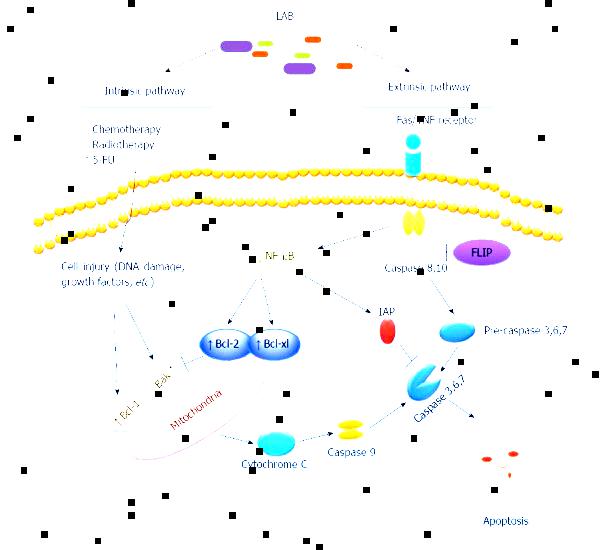 LAB
Intrinsic pathway
Extrinsic pathway
Fas/TNF receptor
Chemotherapy
Radiotherapy
↑ 5-FU
FLIP
Caspase 8,10
Cell injury (DNA damage,
growth factors, etc)
NF-κB
IAP
Pre-caspase 3,6,7
↑ Bcl-2
↑ Bcl-xl
Bak
↑ Bcl-1
Mitochondria
Caspase 3,6,7
Cytochrome C
Caspase 9
Apoptosis